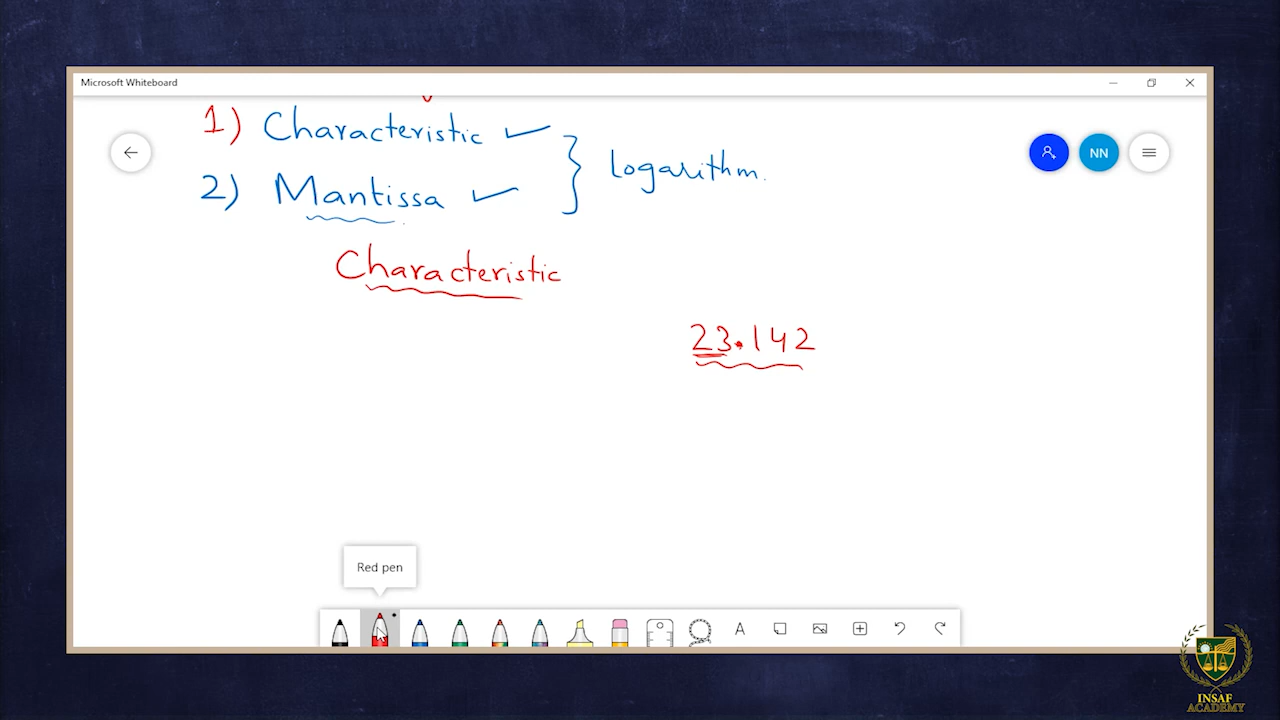 Microsoft Whiteboard
1) Characteristic
2) Mantissa
Logarithm.
NN
Characteristic
23.142
Red pen
A
INSAF
ACADEMY